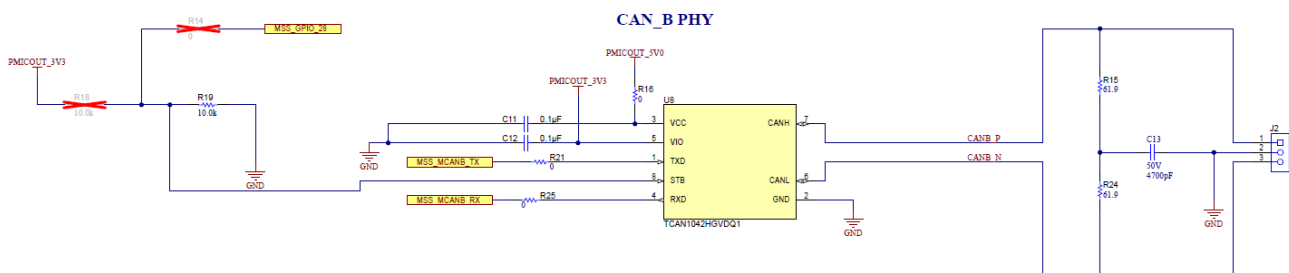 CAN_B PHY
R14
0
MSS_GPIO_28
PMICOUT_3V3
R18
10.0k
R19
10.0k
GND
PMICOUT_5V0
PMICOUT_3V3
R16
0
U8
C11
0.1µF
3
VCC
CANH
7
CANB_P
C12
0.1µF
5
VIO
GND
MSS_MCANB_TX
R21
0
1
TXD
8
STB
CANL
6
CANB_N
MSS_MCANB_RX
R25
0
4
RXD
GND
2
GND
TCAN1042HGVDQ1
R15
61.9
C13
50V
4700pF
R24
61.9
GND
J2
1
2
3